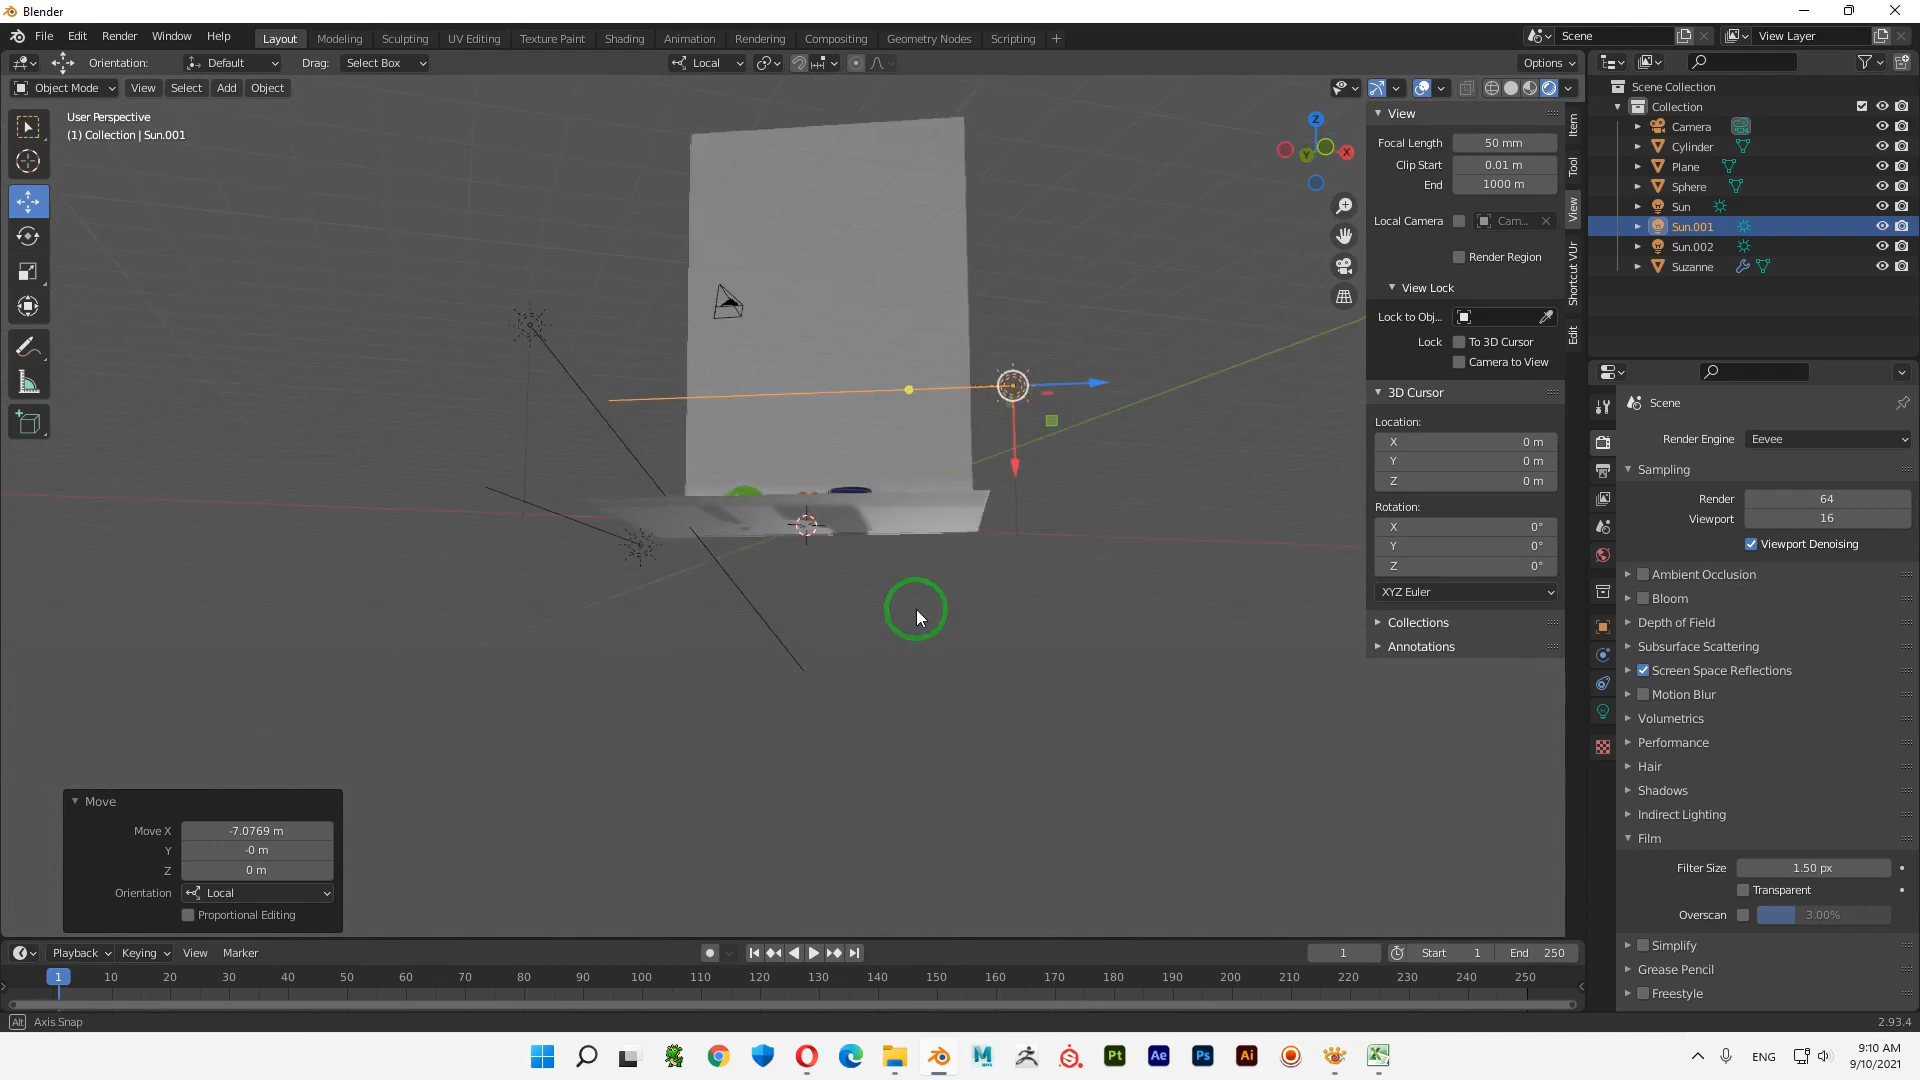 Blender
File Edit Render Window Help Layout Modeling Sculpting UV Editing Texture Paint Shading Animation Rendering Compositing Geometry Nodes Scripting + Scene View Layer
Orientation: Default Drag: Select Box Local Options
Object Mode View Select Add Object
User Perspective
(1) Collection | Sun.001
Z
X
Y
View
Focal Length 50 mm
Clip Start 0.01 m
End 1000 m
Local Camera Cam...
Render Region
View Lock
Lock to Obj...
Lock To 3D Cursor
Camera to View
3D Cursor
Location:
X 0 m
Y 0 m
Z 0 m
Rotation:
X 0°
Y 0°
Z 0°
XYZ Euler
Collections
Annotations
Item
Tool
View
Shortcut VUr
Edit
Scene Collection
Collection
Camera
Cylinder
Plane
Sphere
Sun
Sun.001
Sun.002
Suzanne
Scene
Render Engine Eevee
Sampling
Render 64
Viewport 16
Viewport Denoising
Ambient Occlusion
Bloom
Depth of Field
Subsurface Scattering
Screen Space Reflections
Motion Blur
Volumetrics
Performance
Hair
Shadows
Indirect Lighting
Film
Filter Size 1.50 px
Transparent
Overscan 3.00%
Simplify
Grease Pencil
Freestyle
Move
Move X -7.0769 m
Y -0 m
Z 0 m
Orientation Local
Proportional Editing
Playback Keying View Marker 1 Start 1 End 250
1 10 20 30 40 50 60 70 80 90 100 110 120 130 140 150 160 170 180 190 200 210 220 230 240 250
Alt Axis Snap 2.93.4
Pt Ae Ps Ai
ENG
9:10 AM
9/10/2021